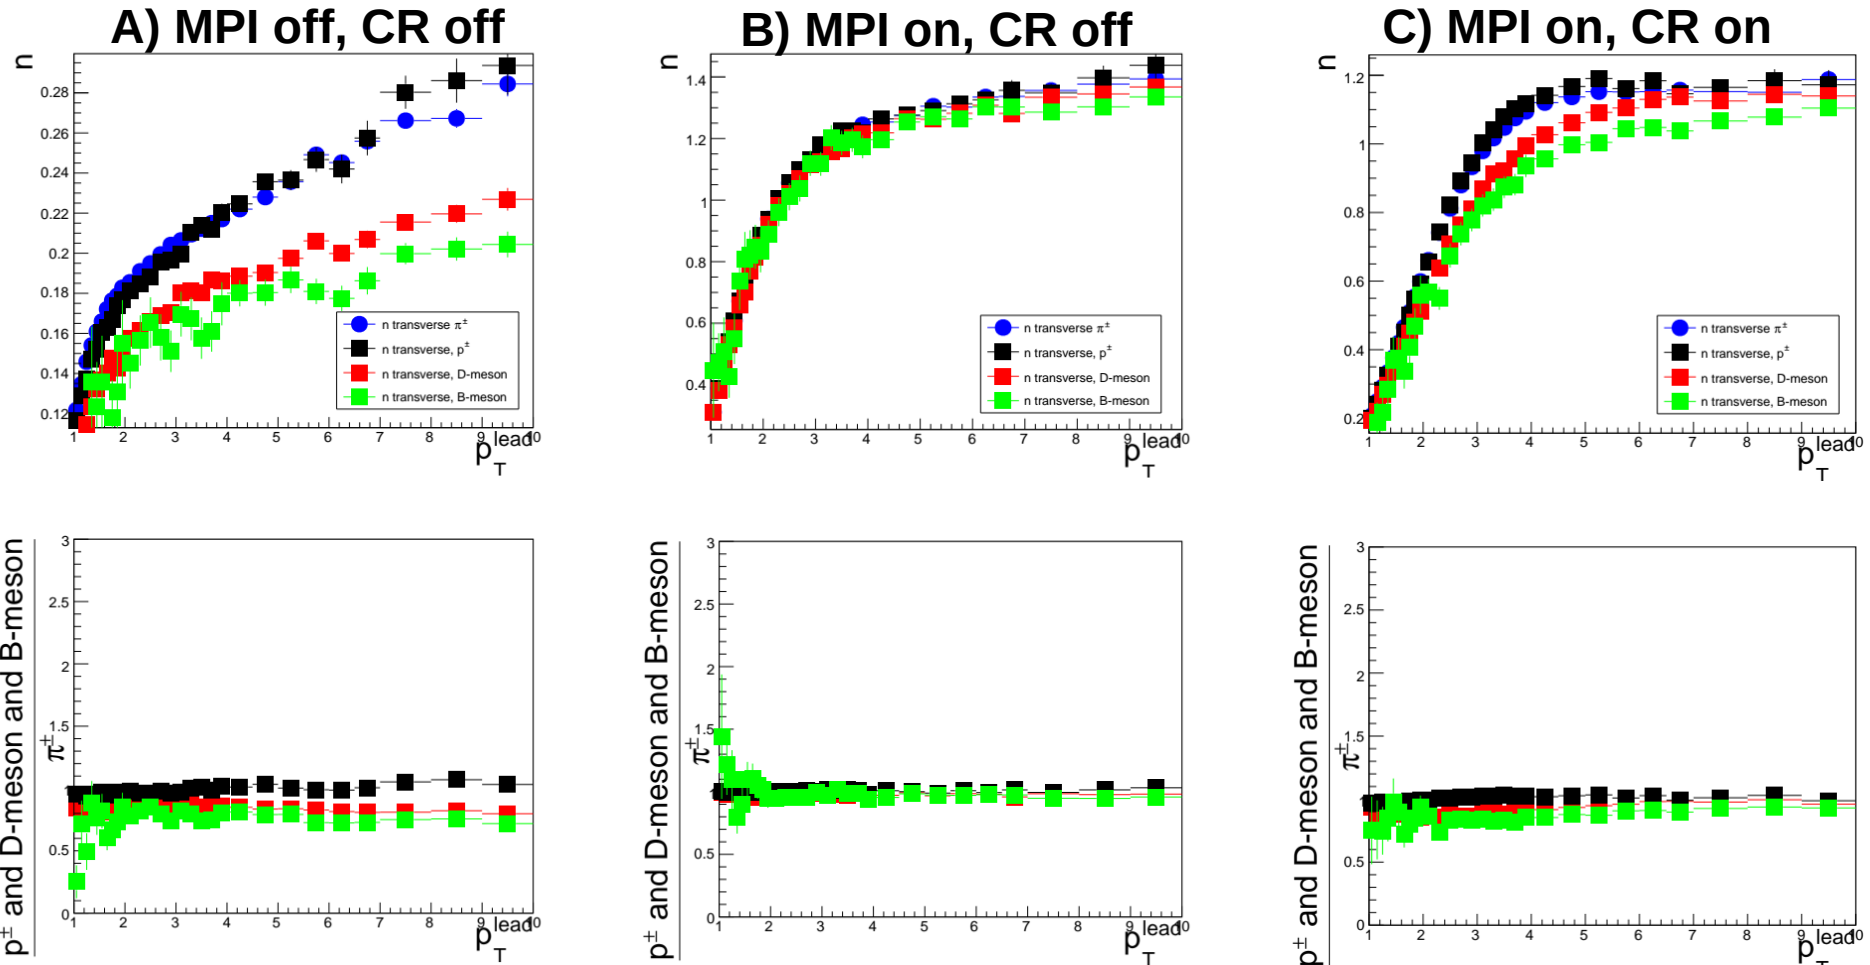 A) MPI off, CR off
n
0.28
0.26
0.24
0.22
0.2
0.18
0.16
0.14
0.12
n transverse π±
n transverse, p±
n transverse, D-meson
n transverse, B-meson
1 2 3 4 5 6 7 8 9 10
p_T^lead
B) MPI on, CR off
n
1.4
1.2
1
0.8
0.6
0.4
n transverse π±
n transverse, p±
n transverse, D-meson
n transverse, B-meson
1 2 3 4 5 6 7 8 9 10
p_T^lead
C) MPI on, CR on
n
1.2
1
0.8
0.6
0.4
0.2
n transverse π±
n transverse, p±
n transverse, D-meson
n transverse, B-meson
1 2 3 4 5 6 7 8 9 10
p_T^lead
p± and D-meson and B-meson
π±
3
2.5
2
1.5
1
0.5
0
1 2 3 4 5 6 7 8 9 10
p_T^lead
p± and D-meson and B-meson
π±
3
2.5
2
1.5
1
0.5
0
1 2 3 4 5 6 7 8 9 10
p_T^lead
p± and D-meson and B-meson
π±
3
2.5
2
1.5
1
0.5
0
1 2 3 4 5 6 7 8 9 10
p_T^lead